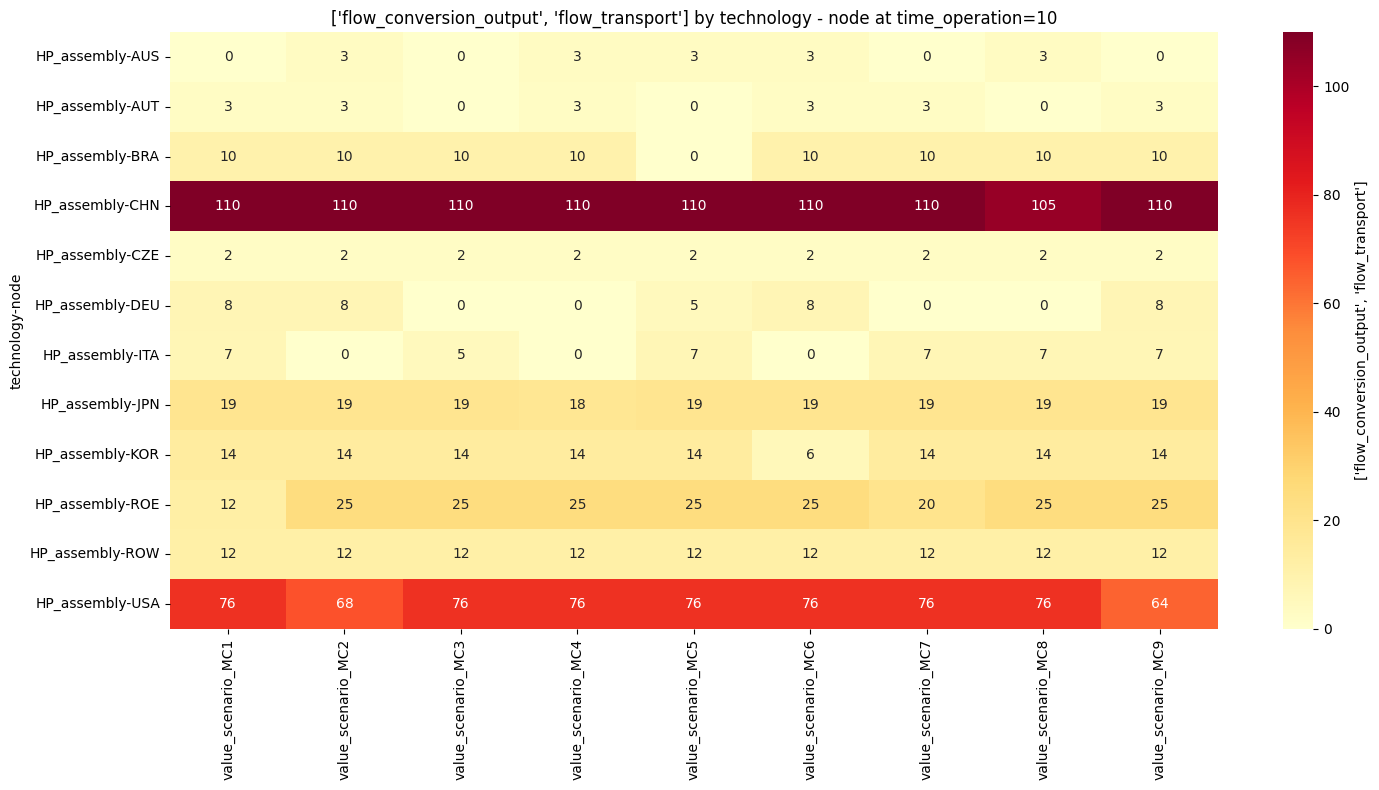 ['flow_conversion_output', 'flow_transport'] by technology - node at time_operation=10
technology-node
HP_assembly-AUS 0 3 0 3 3 3 0 3 0
HP_assembly-AUT 3 3 0 3 0 3 3 0 3
HP_assembly-BRA 10 10 10 10 0 10 10 10 10
HP_assembly-CHN 110 110 110 110 110 110 110 105 110
HP_assembly-CZE 2 2 2 2 2 2 2 2 2
HP_assembly-DEU 8 8 0 0 5 8 0 0 8
HP_assembly-ITA 7 0 5 0 7 0 7 7 7
HP_assembly-JPN 19 19 19 18 19 19 19 19 19
HP_assembly-KOR 14 14 14 14 14 6 14 14 14
HP_assembly-ROE 12 25 25 25 25 25 20 25 25
HP_assembly-ROW 12 12 12 12 12 12 12 12 12
HP_assembly-USA 76 68 76 76 76 76 76 76 64
value_scenario_MC1
value_scenario_MC2
value_scenario_MC3
value_scenario_MC4
value_scenario_MC5
value_scenario_MC6
value_scenario_MC7
value_scenario_MC8
value_scenario_MC9
100
80
60
40
20
0
['flow_conversion_output', 'flow_transport']